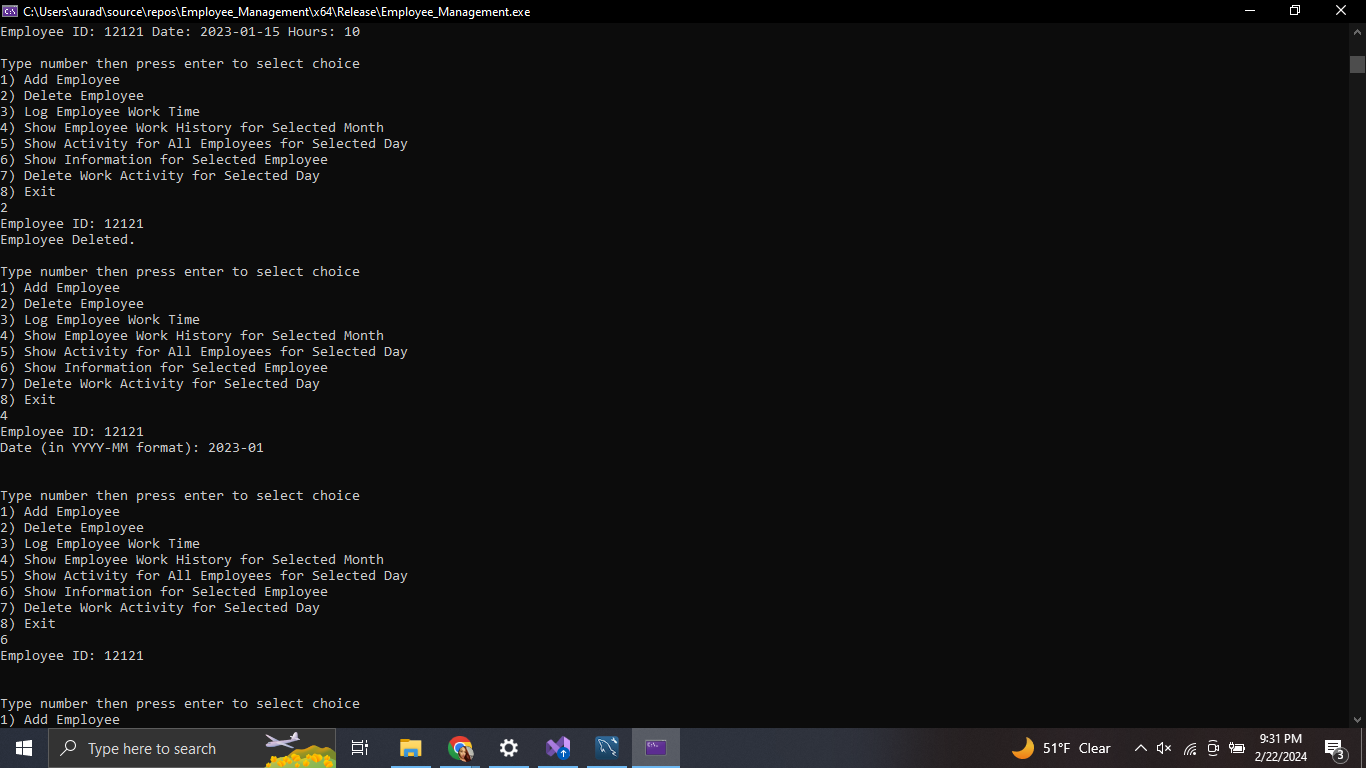 C:\Users\aurad\source\repos\Employee_Management\x64\Release\Employee_Management.exe
Employee ID: 12121 Date: 2023-01-15 Hours: 10
Type number then press enter to select choice
1) Add Employee
2) Delete Employee
3) Log Employee Work Time
4) Show Employee Work History for Selected Month
5) Show Activity for All Employees for Selected Day
6) Show Information for Selected Employee
7) Delete Work Activity for Selected Day
8) Exit
2
Employee ID: 12121
Employee Deleted.
Type number then press enter to select choice
1) Add Employee
2) Delete Employee
3) Log Employee Work Time
4) Show Employee Work History for Selected Month
5) Show Activity for All Employees for Selected Day
6) Show Information for Selected Employee
7) Delete Work Activity for Selected Day
8) Exit
4
Employee ID: 12121
Date (in YYYY-MM format): 2023-01
Type number then press enter to select choice
1) Add Employee
2) Delete Employee
3) Log Employee Work Time
4) Show Employee Work History for Selected Month
5) Show Activity for All Employees for Selected Day
6) Show Information for Selected Employee
7) Delete Work Activity for Selected Day
8) Exit
6
Employee ID: 12121
Type number then press enter to select choice
1) Add Employee
Type here to search
51°F Clear
9:31 PM
2/22/2024
3